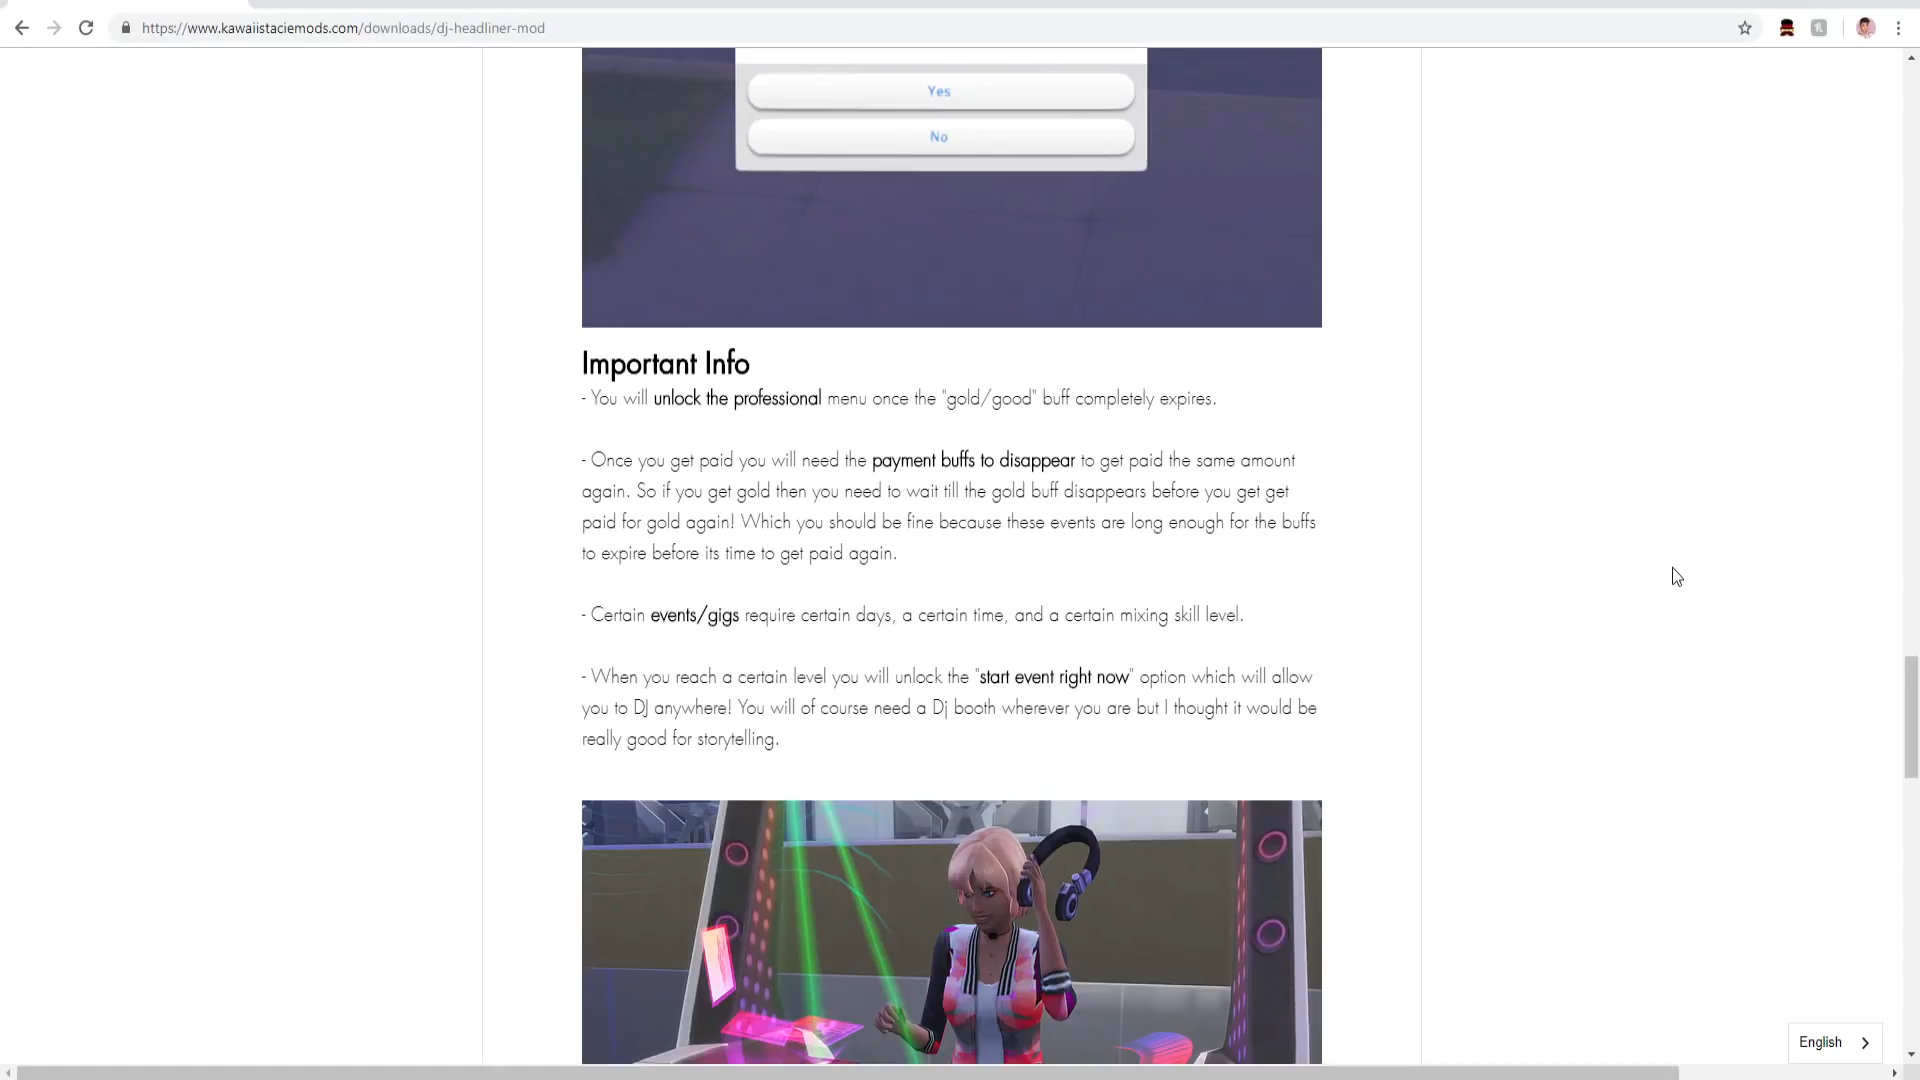 https://www.kawaiistaciemods.com/downloads/dj-headliner-mod
Yes
No
Important Info
- You will unlock the professional menu once the "gold/good" buff completely expires.
- Once you get paid you will need the payment buffs to disappear to get paid the same amount
again. So if you get gold then you need to wait till the gold buff disappears before you get get
paid for gold again! Which you should be fine because these events are long enough for the buffs
to expire before its time to get paid again.
- Certain events/gigs require certain days, a certain time, and a certain mixing skill level.
- When you reach a certain level you will unlock the "start event right now" option which will allow
you to DJ anywhere! You will of course need a Dj booth wherever you are but I thought it would be
really good for storytelling.
English